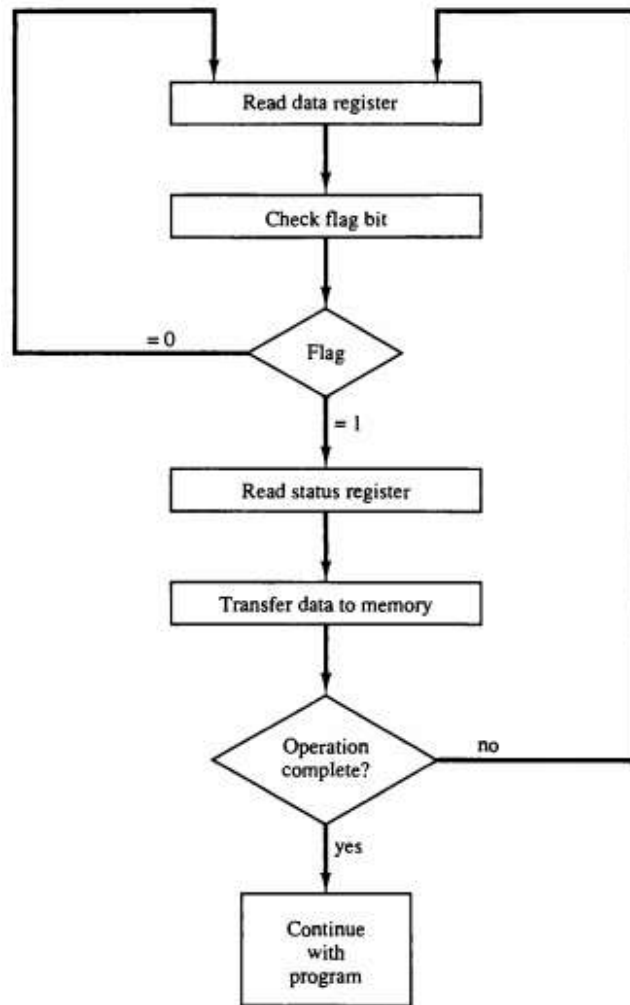 Read data register
Check flag bit
= 0
Flag
= 1
Read status register
Transfer data to memory
Operation
complete?
no
yes
Continue
with
program